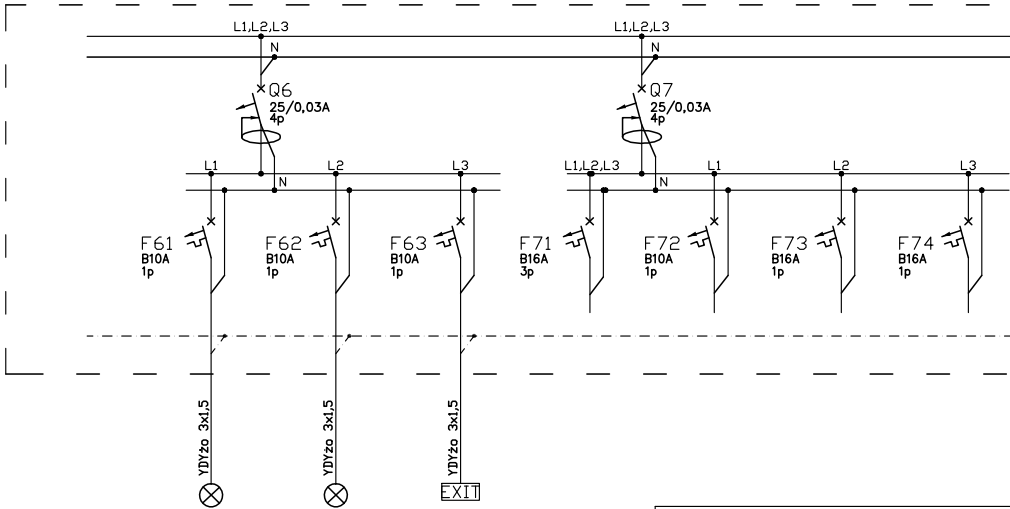 L1,L2,L3
N
L1,L2,L3
N
Q6
25/0,03A
4p
Q7
25/0,03A
4p
L1
N
L2
L3
L1,L2,L3
N
L1
L2
L3
F61
B10A
1p
F62
B10A
1p
F63
B10A
1p
F71
B16A
3p
F72
B10A
1p
F73
B16A
1p
F74
B16A
1p
YDYżo 3x1,5
YDYżo 3x1,5
YDYżo 3x1,5
EXIT